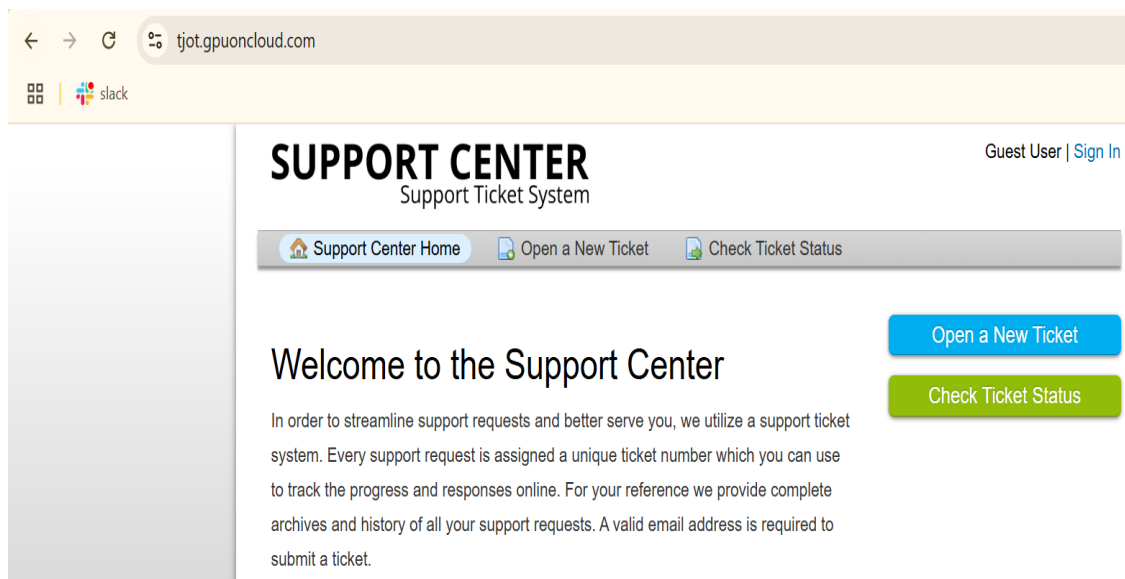 tjot.gpuoncloud.com
slack
SUPPORT CENTER
Support Ticket System
Guest User | Sign In
Support Center Home
Open a New Ticket
Check Ticket Status
Open a New Ticket
Check Ticket Status
Welcome to the Support Center
In order to streamline support requests and better serve you, we utilize a support ticket
system. Every support request is assigned a unique ticket number which you can use
to track the progress and responses online. For your reference we provide complete
archives and history of all your support requests. A valid email address is required to
submit a ticket.